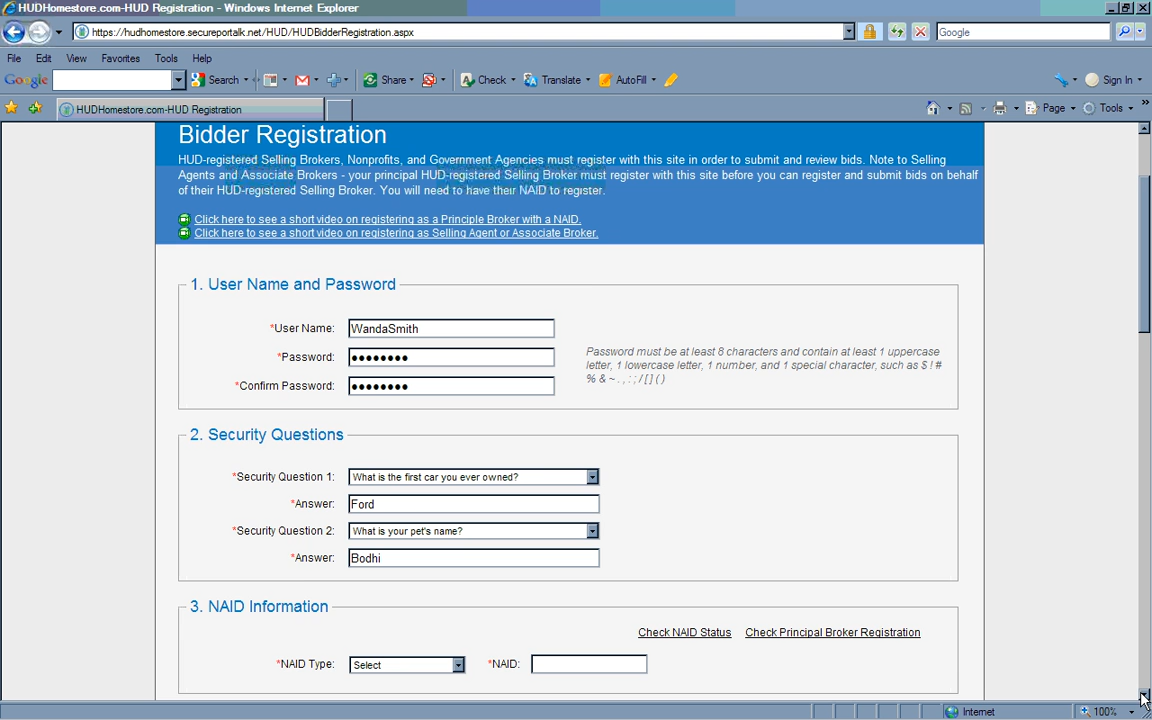 HUDHomestore.com-HUD Registration - Windows Internet Explorer
https://hudhomestore.secureportalk.net/HUD/HUDBidderRegistration.aspx
Google
File Edit View Favorites Tools Help
Google Search Share Check Translate AutoFill Sign In
HUDHomestore.com-HUD Registration Page Tools
Bidder Registration
HUD-registered Selling Brokers, Nonprofits, and Government Agencies must register with this site in order to submit and review bids. Note to Selling
Agents and Associate Brokers - your principal HUD-registered Selling Broker must register with this site before you can register and submit bids on behalf
of their HUD-registered Selling Broker. You will need to have their NAID to register.
Click here to see a short video on registering as a Principle Broker with a NAID.
Click here to see a short video on registering as Selling Agent or Associate Broker.
1. User Name and Password
*User Name: WandaSmith
*Password: ●●●●●●●●
Password must be at least 8 characters and contain at least 1 uppercase
letter, 1 lowercase letter, 1 number, and 1 special character, such as $ ! #
% & ~ . , : ; / [ ] ( )
*Confirm Password: ●●●●●●●●
2. Security Questions
*Security Question 1: What is the first car you ever owned?
*Answer: Ford
*Security Question 2: What is your pet's name?
*Answer: Bodhi
3. NAID Information
Check NAID Status Check Principal Broker Registration
*NAID Type: Select *NAID:
Internet 100%